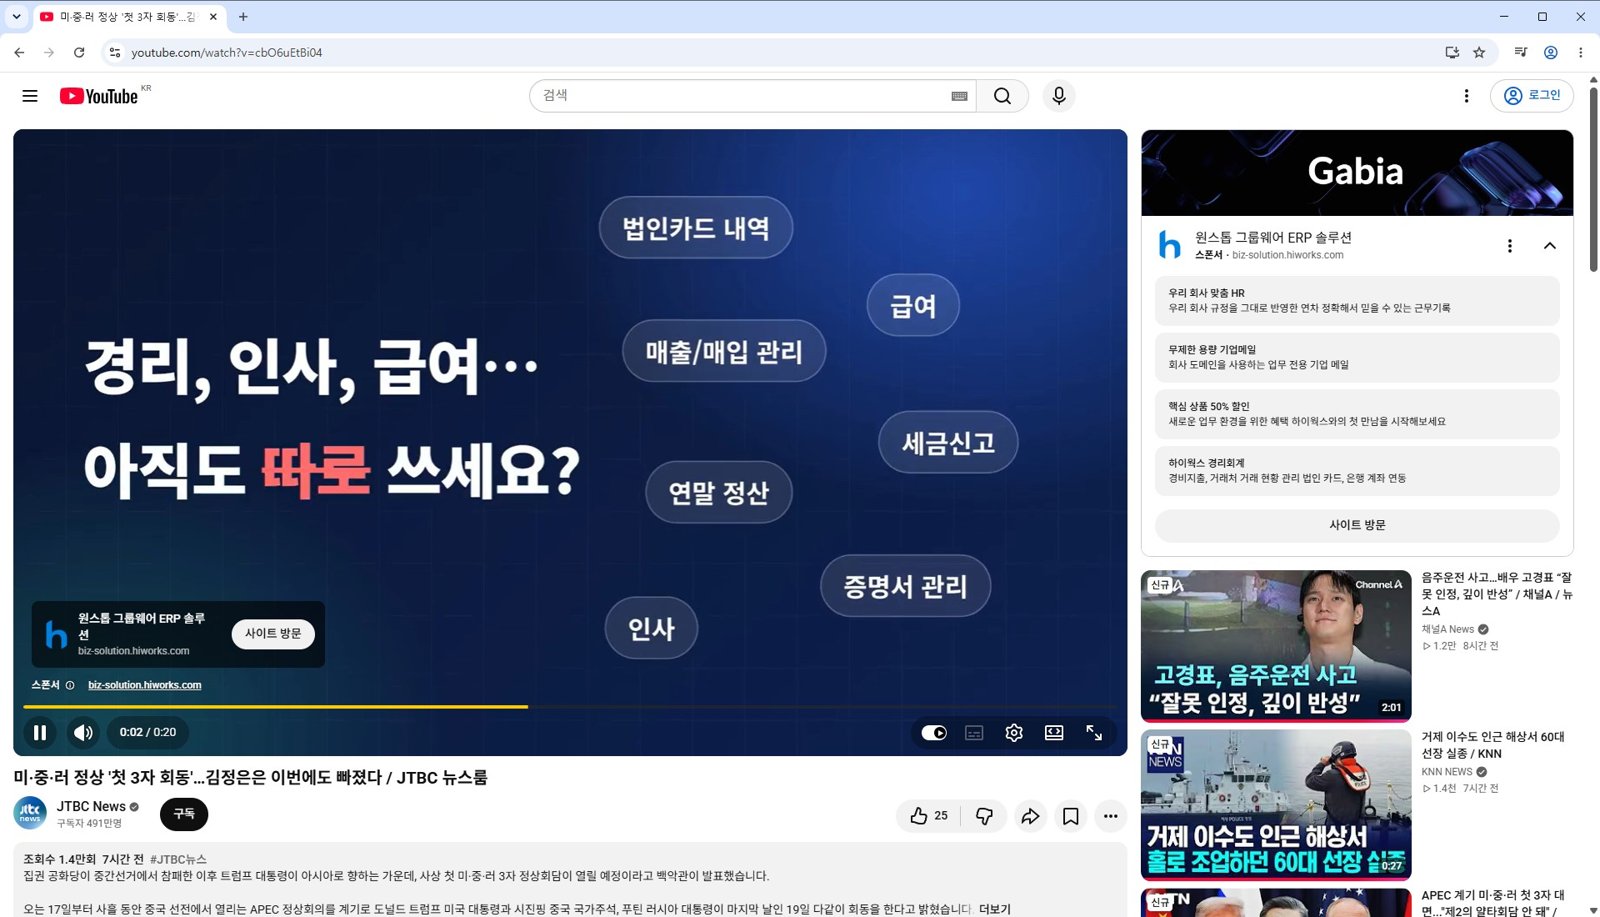 미·중·러 정상 '첫 3자 회동'...김
youtube.com/watch?v=cbO6uEtBi04
YouTube KR
검색
로그인
법인카드 내역
급여
매출/매입 관리
경리, 인사, 급여···
세금신고
아직도 따로 쓰세요?
연말 정산
증명서 관리
인사
원스톱 그룹웨어 ERP 솔루
션
biz-solution.hiworks.com
사이트 방문
스폰서 biz-solution.hiworks.com
0:02 / 0:20
미·중·러 정상 '첫 3자 회동'...김정은은 이번에도 빠졌다 / JTBC 뉴스룸
jtbc
news
JTBC News
구독자 491만명
구독
25
조회수 1.4만회 7시간 전 #JTBC뉴스
집권 공화당이 중간선거에서 참패한 이후 트럼프 대통령이 아시아로 향하는 가운데, 사상 첫 미·중·러 3자 정상회담이 열릴 예정이라고 백악관이 발표했습니다.
오는 17일부터 사흘 동안 중국 선전에서 열리는 APEC 정상회의를 계기로 도널드 트럼프 미국 대통령과 시진핑 중국 국가주석, 푸틴 러시아 대통령이 마지막 날인 19일 다같이 회동을 한다고 밝혔습니다. 더보기
Gabia
원스톱 그룹웨어 ERP 솔루션
스폰서 · biz-solution.hiworks.com
우리 회사 맞춤 HR
우리 회사 규정을 그대로 반영한 연차 정확해서 믿을 수 있는 근무기록
무제한 용량 기업메일
회사 도메인을 사용하는 업무 전용 기업 메일
핵심 상품 50% 할인
새로운 업무 환경을 위한 혜택 하이웍스와의 첫 만남을 시작해보세요
하이웍스 경리회계
경비지출, 거래처 거래 현황 관리 법인 카드, 은행 계좌 연동
사이트 방문
신규
Channel A
고경표, 음주운전 사고
"잘못 인정, 깊이 반성"
2:01
음주운전 사고...배우 고경표 “잘
못 인정, 깊이 반성” / 채널A / 뉴
스A
채널A News
1.2만 8시간 전
신규
KNN
NEWS
거제 이수도 인근 해상서
홀로 조업하던 60대 선장 실종
0:27
거제 이수도 인근 해상서 60대
선장 실종 / KNN
KNN NEWS
1.4천 7시간 전
신규
APEC 계기 미·중·러 첫 3자 대
면..."제2의 얄타회담 안 돼" /